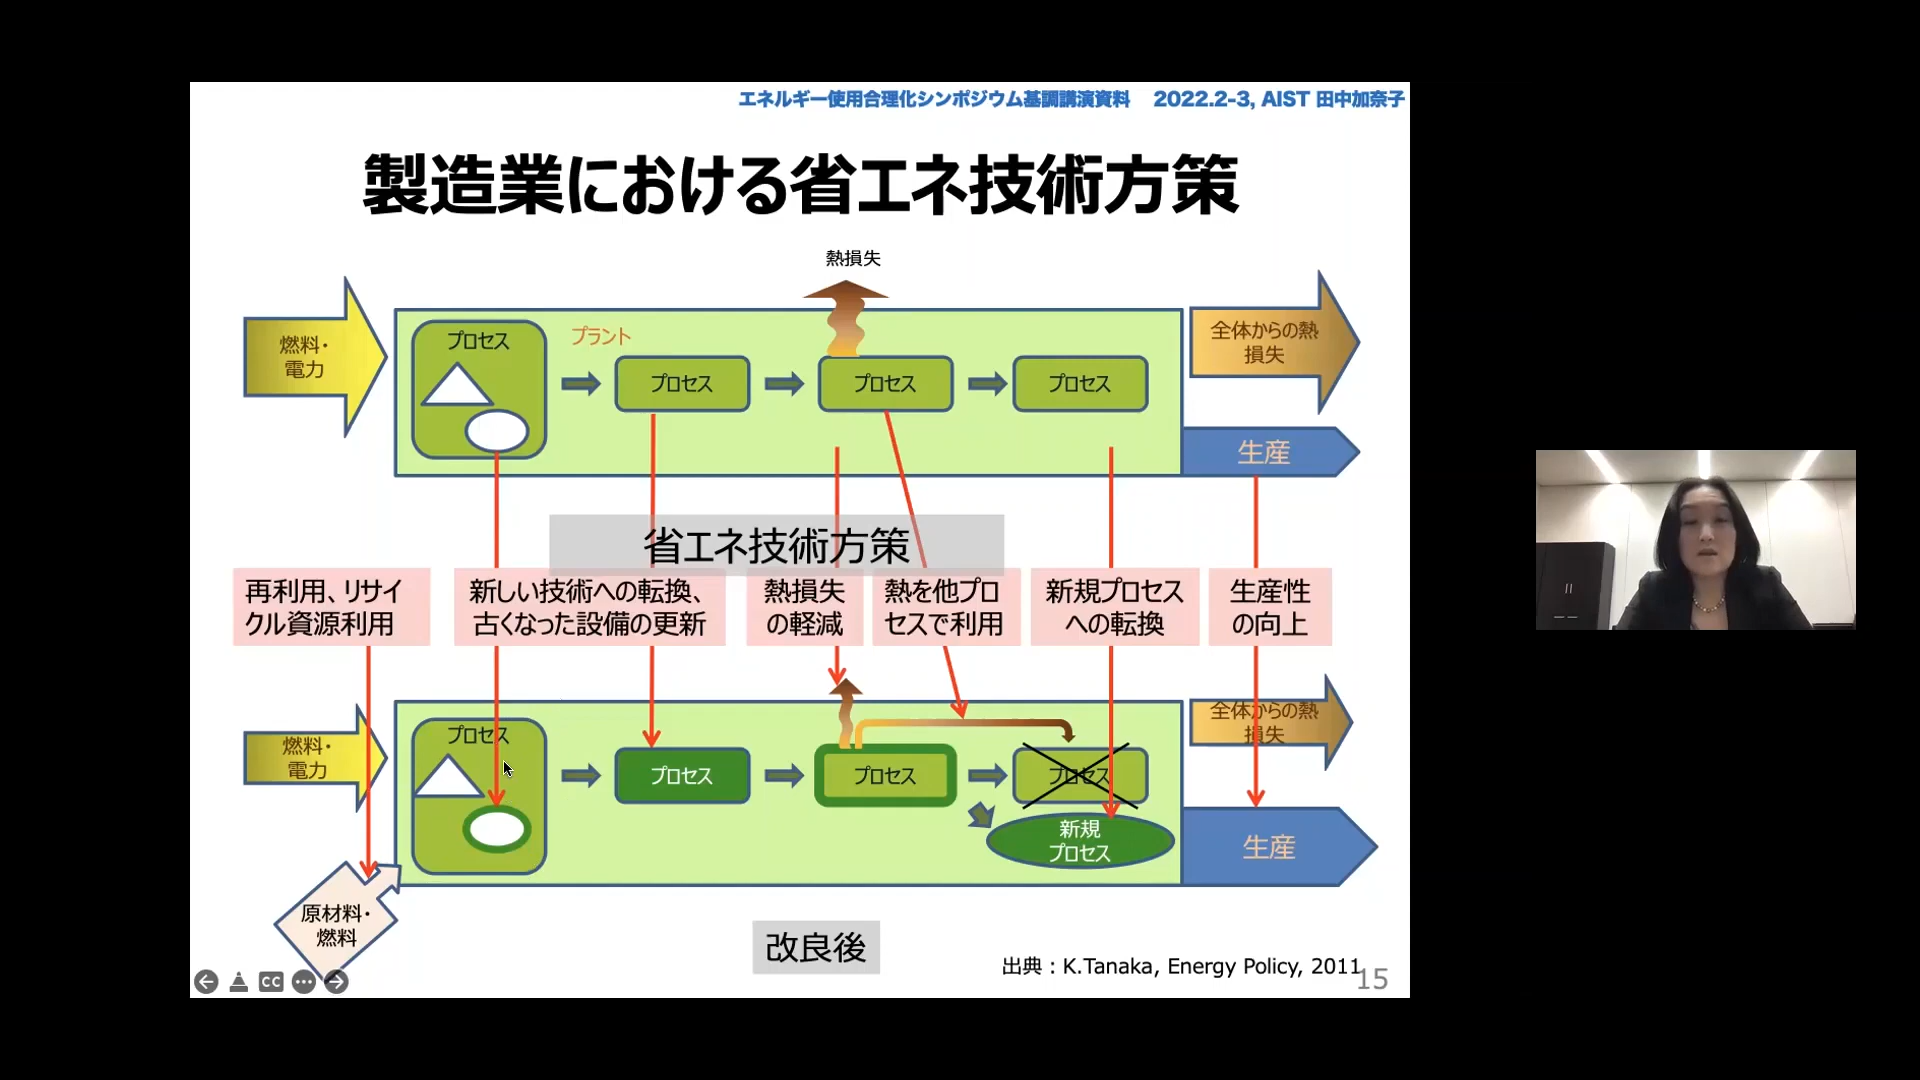 エネルギー使用合理化シンポジウム基調講演資料 2022.2-3, AIST 田中加奈子
製造業における省エネ技術方策
熱損失
燃料・
電力
プロセス
プラント
プロセス
プロセス
プロセス
全体からの熱
損失
生産
省エネ技術方策
再利用、リサイ
クル資源利用
新しい技術への転換、
古くなった設備の更新
熱損失
の軽減
熱を他プロ
セスで利用
新規プロセス
への転換
生産性
の向上
燃料・
電力
プロセス
プロセス
プロセス
プロセス
新規
プロセス
全体からの熱
損失
生産
原材料・
燃料
改良後
出典：K.Tanaka, Energy Policy, 2011
15
CC